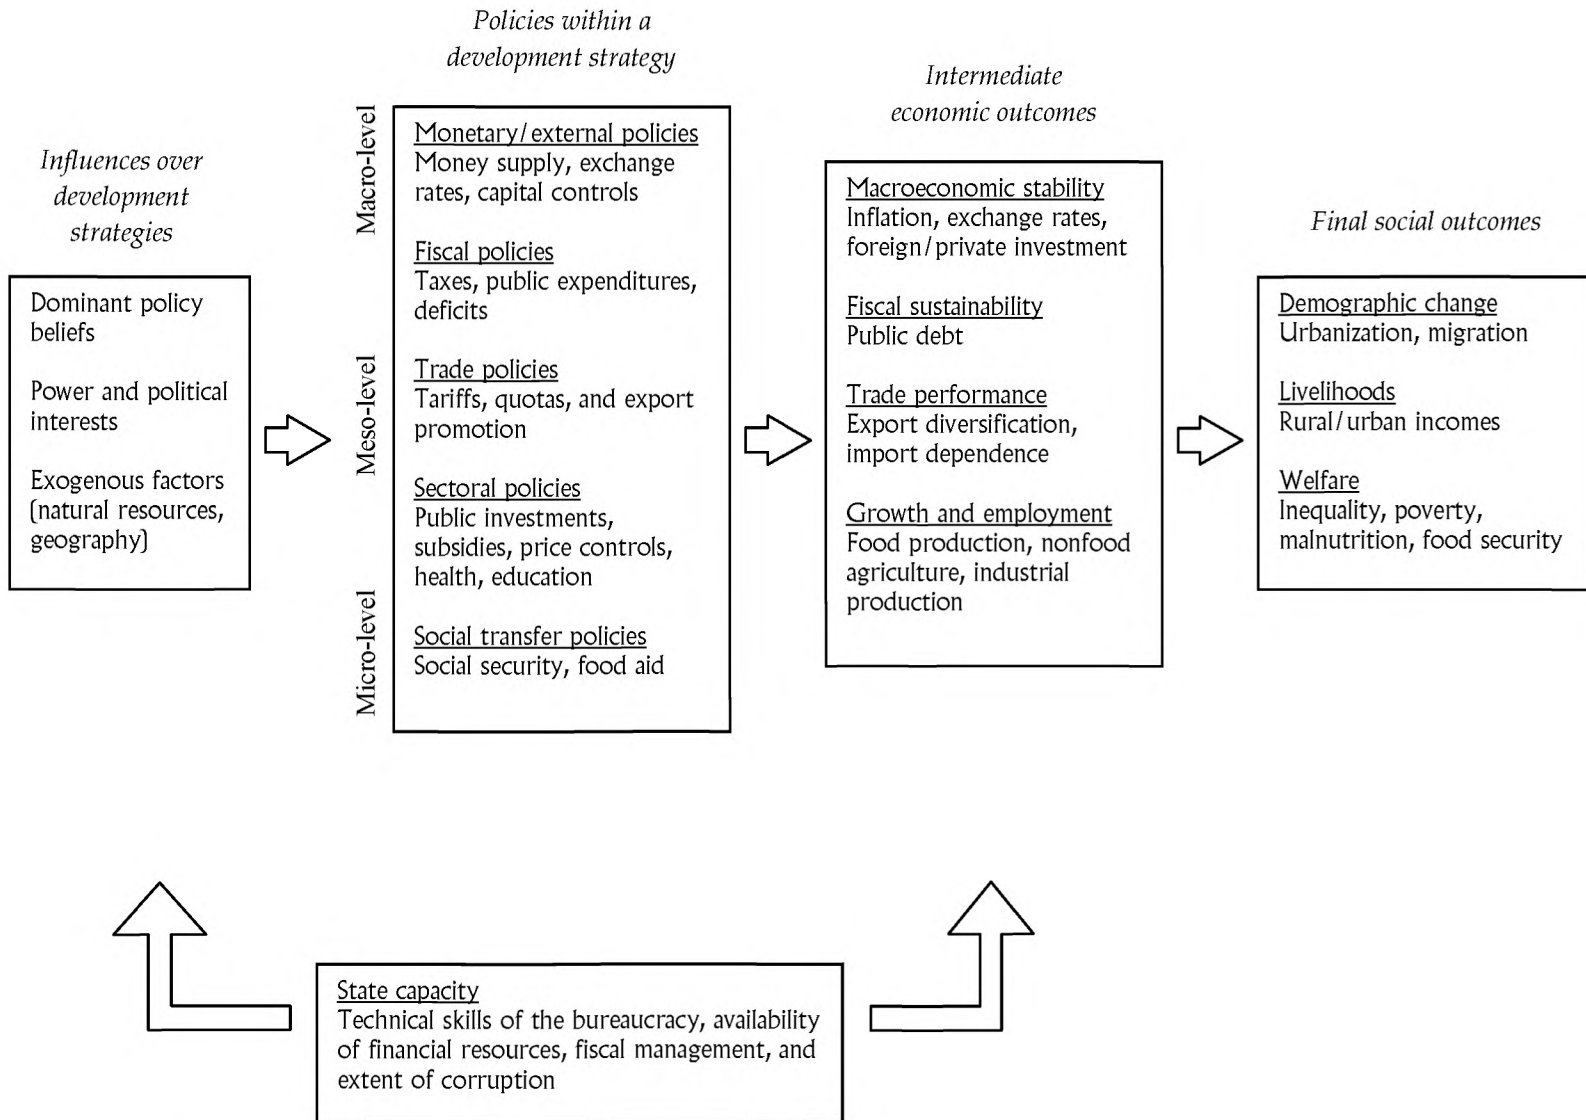 Influences over
development
strategies
Dominant policy
beliefs
Power and political
interests
Exogenous factors
(natural resources,
geography)
Policies within a
development strategy
Macro-level
Meso-level
Micro-level
Monetary/external policies
Money supply, exchange
rates, capital controls
Fiscal policies
Taxes, public expenditures,
deficits
Trade policies
Tariffs, quotas, and export
promotion
Sectoral policies
Public investments,
subsidies, price controls,
health, education
Social transfer policies
Social security, food aid
Intermediate
economic outcomes
Macroeconomic stability
Inflation, exchange rates,
foreign/private investment
Fiscal sustainability
Public debt
Trade performance
Export diversification,
import dependence
Growth and employment
Food production, nonfood
agriculture, industrial
production
Final social outcomes
Demographic change
Urbanization, migration
Livelihoods
Rural/urban incomes
Welfare
Inequality, poverty,
malnutrition, food security
State capacity
Technical skills of the bureaucracy, availability
of financial resources, fiscal management, and
extent of corruption